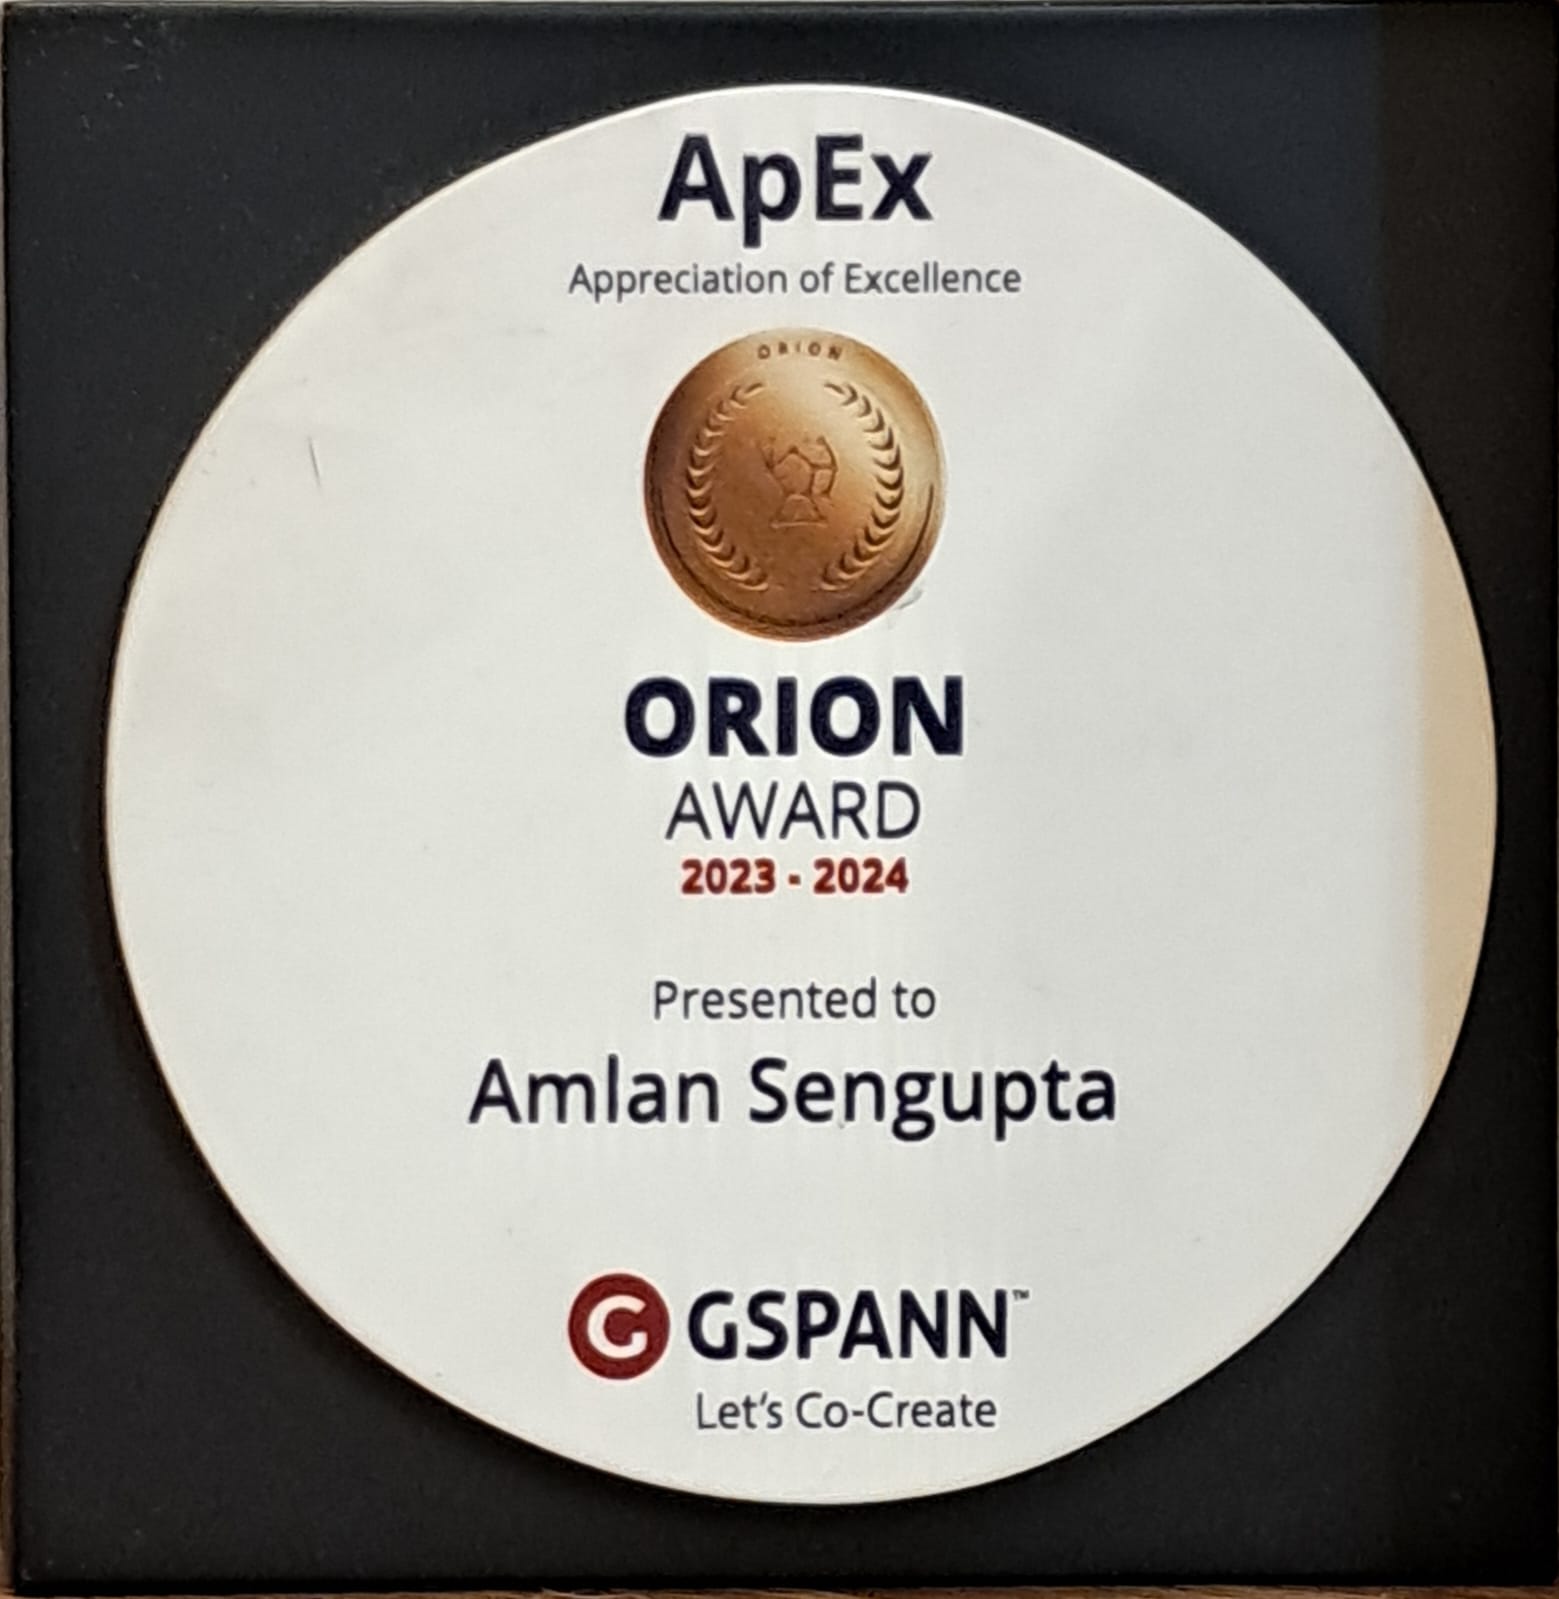 ApEx
Appreciation of Excellence
ORION
ORION
AWARD
2023 - 2024
Presented to
Amlan Sengupta
G GSPANN™
Let's Co-Create